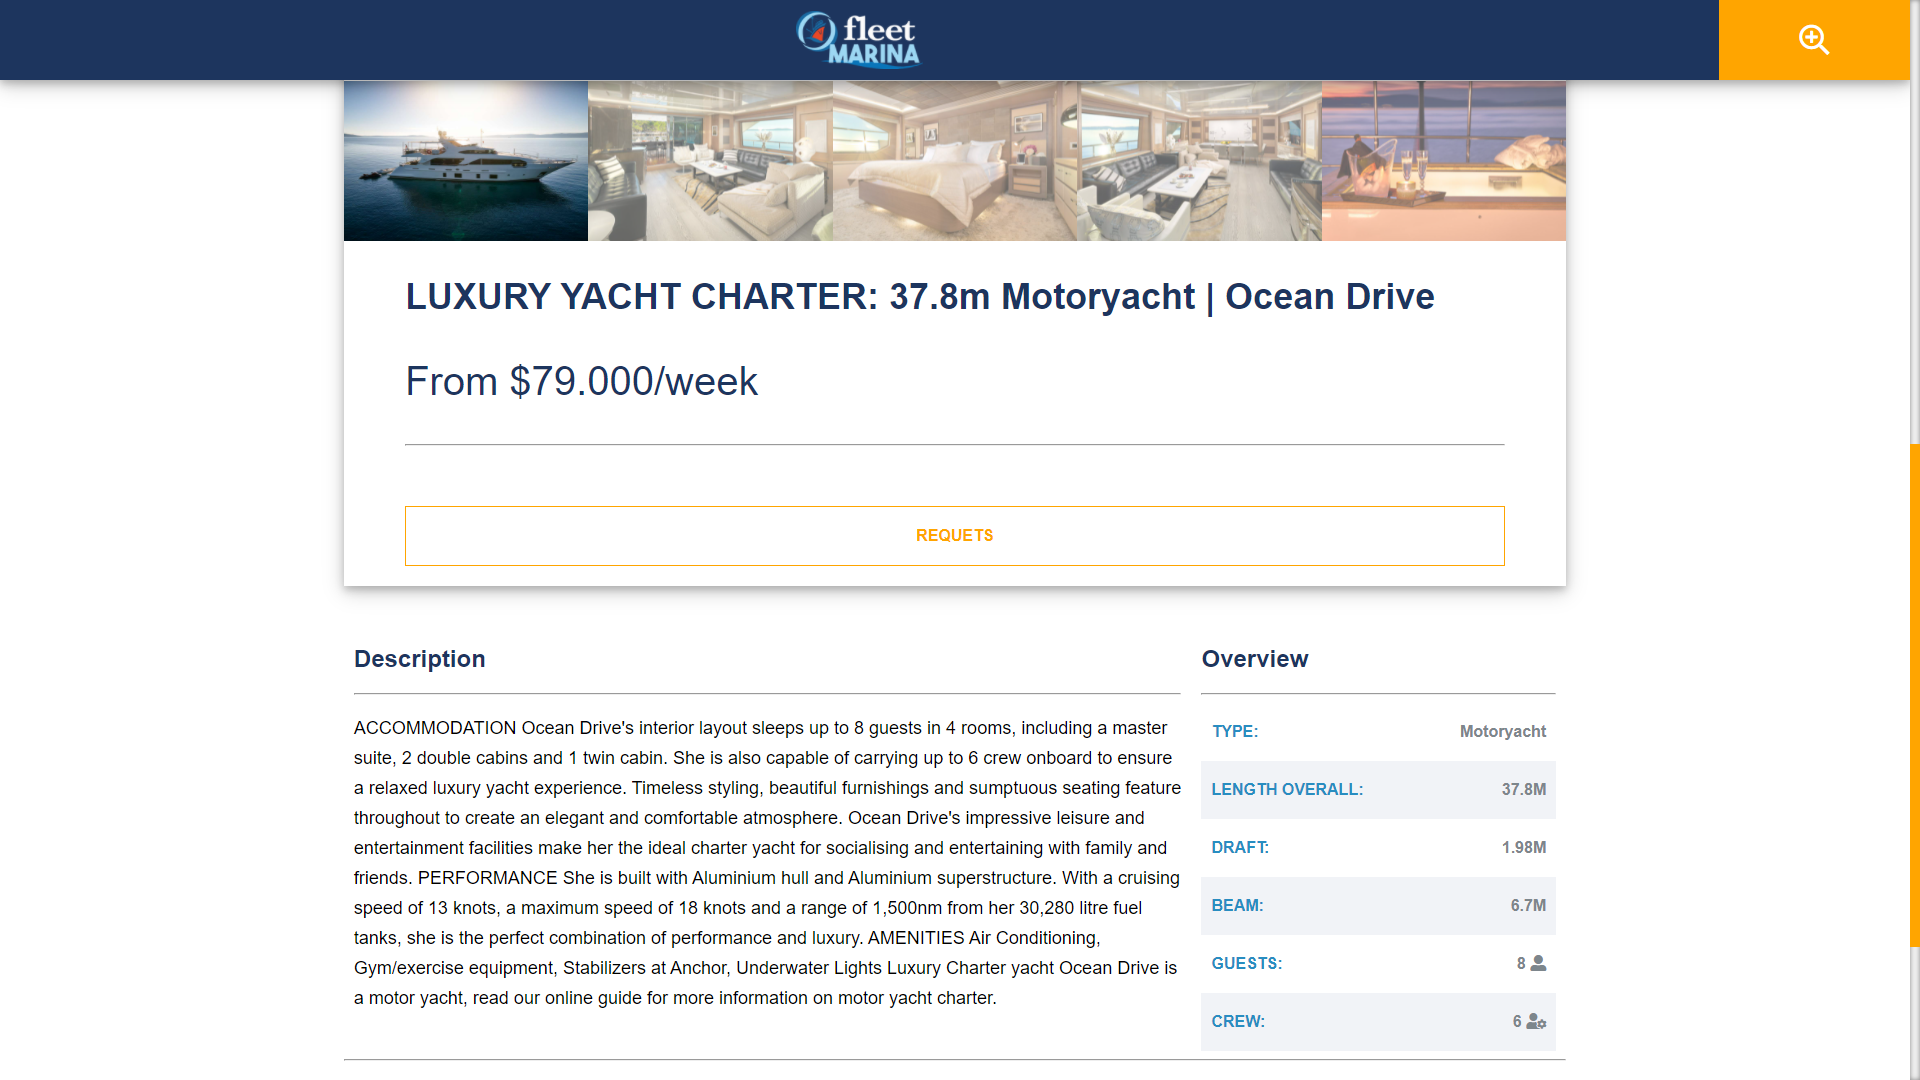 fleet
MARINA
LUXURY YACHT CHARTER: 37.8m Motoryacht | Ocean Drive
From $79.000/week
REQUETS
Description
ACCOMMODATION Ocean Drive's interior layout sleeps up to 8 guests in 4 rooms, including a master
suite, 2 double cabins and 1 twin cabin. She is also capable of carrying up to 6 crew onboard to ensure
a relaxed luxury yacht experience. Timeless styling, beautiful furnishings and sumptuous seating feature
throughout to create an elegant and comfortable atmosphere. Ocean Drive's impressive leisure and
entertainment facilities make her the ideal charter yacht for socialising and entertaining with family and
friends. PERFORMANCE She is built with Aluminium hull and Aluminium superstructure. With a cruising
speed of 13 knots, a maximum speed of 18 knots and a range of 1,500nm from her 30,280 litre fuel
tanks, she is the perfect combination of performance and luxury. AMENITIES Air Conditioning,
Gym/exercise equipment, Stabilizers at Anchor, Underwater Lights Luxury Charter yacht Ocean Drive is
a motor yacht, read our online guide for more information on motor yacht charter.
Overview
TYPE: Motoryacht
LENGTH OVERALL: 37.8M
DRAFT: 1.98M
BEAM: 6.7M
GUESTS: 8
CREW: 6